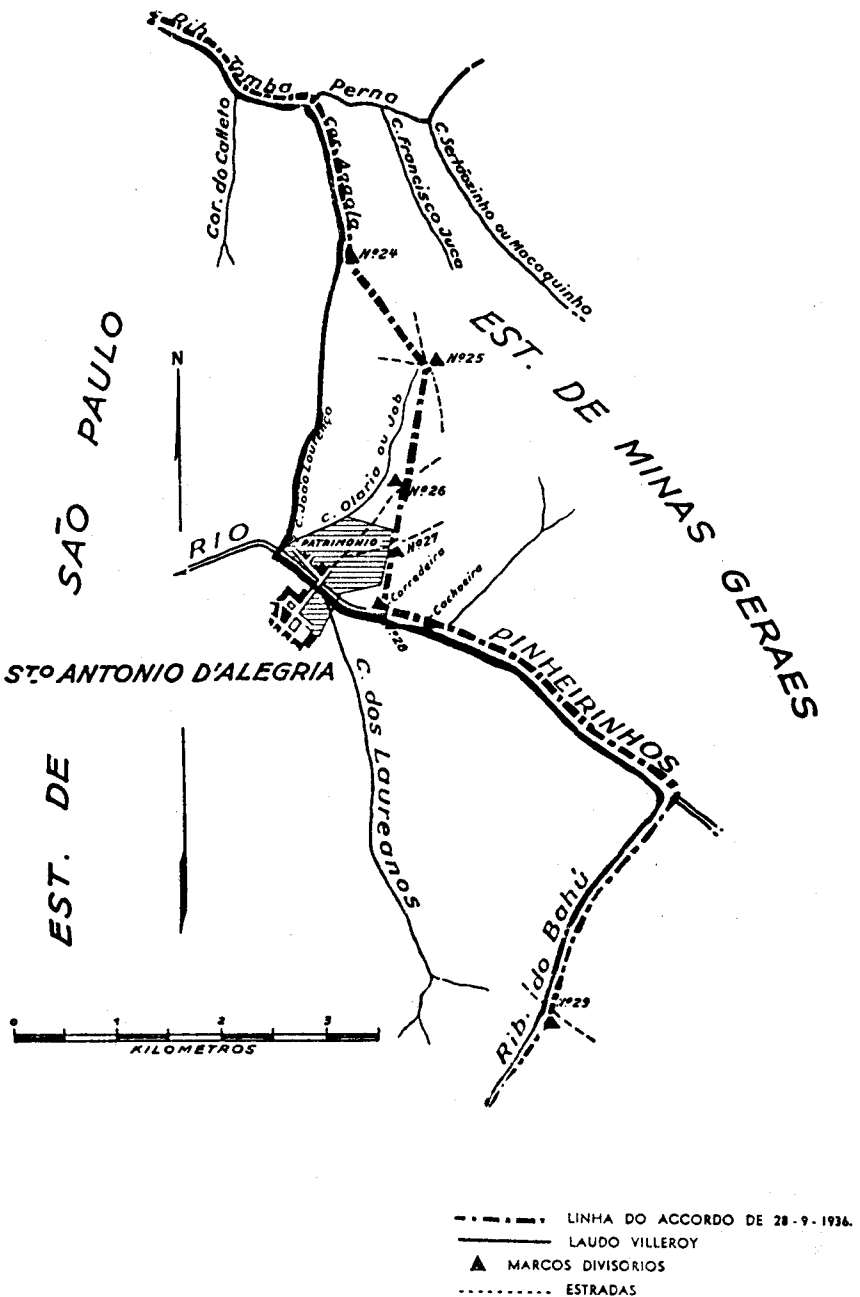 Rib.
Tomba
Perna
Cor. do Catteto
C. Francisco Juca
C. Sertãozinho ou Macaquinho
Nº24
EST. DE MINAS GERAES
Nº25
N
C. João Lourenço
C. Olaria ou Job
Nº26
RIO
PATRIMONIO
Nº27
Corredeira
Cachoeira
Nº28
PINHEIRINHOS
STO ANTONIO D'ALEGRIA
C. dos Laureanos
EST. DE SÃO PAULO
Rib. do Bahú
Nº29
0 1 2 3
KILOMETROS
LINHA DO ACCORDO DE 28-9-1936.
LAUDO VILLEROY
MARCOS DIVISORIOS
ESTRADAS